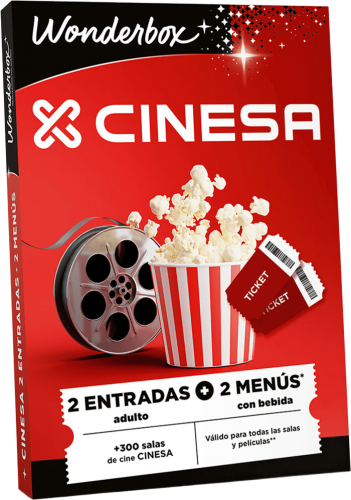 Wonderbox
CINESA
TICKET
TICKET
2 ENTRADAS + 2 MENÚS*
adulto
con bebida
+300 salas
de cine CINESA
Válido para todas las salas
y películas**
Wonderbox
+ CINESA 2 ENTRADAS · 2 MENÚS